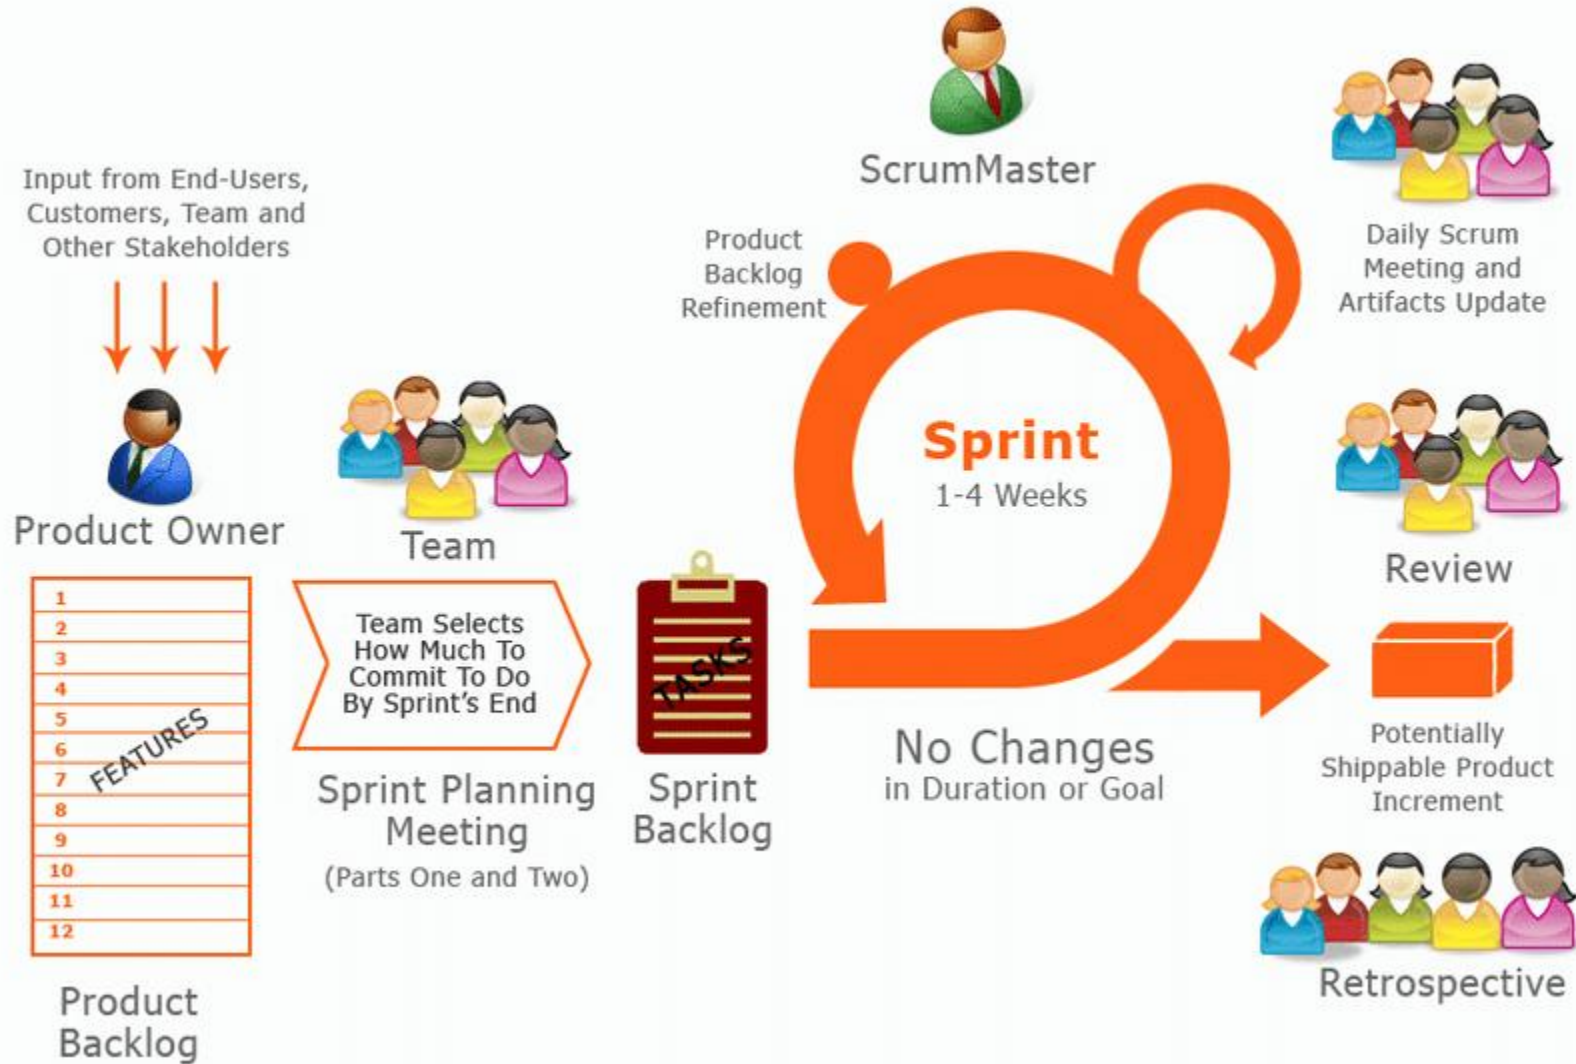 Input from End-Users,
Customers, Team and
Other Stakeholders
Product Owner
1
2
3
4
5
6
7
8
9
10
11
12
FEATURES
Product
Backlog
Team
Team Selects
How Much To
Commit To Do
By Sprint's End
Sprint Planning
Meeting
(Parts One and Two)
TASKS
Sprint
Backlog
ScrumMaster
Product
Backlog
Refinement
Sprint
1-4 Weeks
No Changes
in Duration or Goal
Daily Scrum
Meeting and
Artifacts Update
Review
Potentially
Shippable Product
Increment
Retrospective